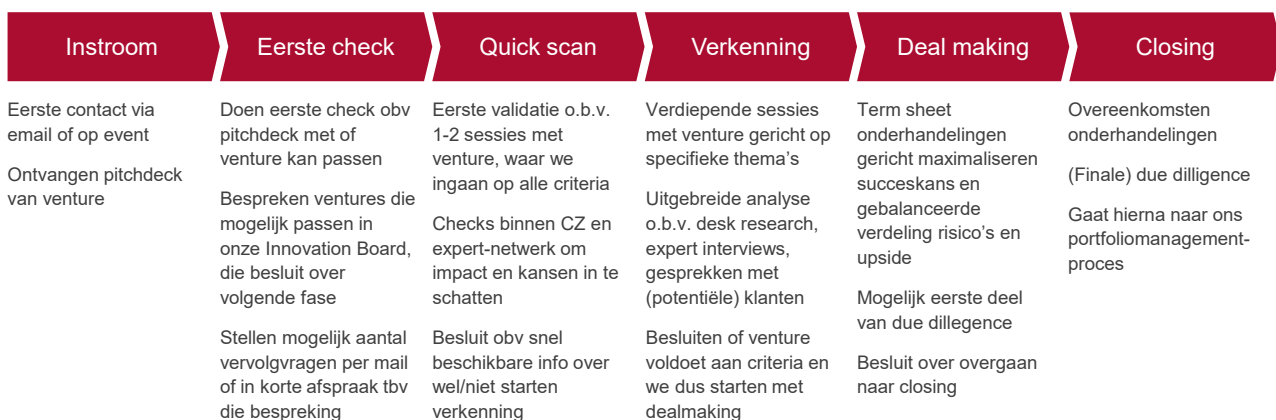 Instroom
Eerste check
Quick scan
Verkenning
Deal making
Closing
Eerste contact via
email of op event
Ontvangen pitchdeck
van venture
Doen eerste check obv
pitchdeck met of
venture kan passen
Bespreken ventures die
mogelijk passen in
onze Innovation Board,
die besluit over
volgende fase
Stellen mogelijk aantal
vervolgvragen per mail
of in korte afspraak tbv
die bespreking
Eerste validatie o.b.v.
1-2 sessies met
venture, waar we
ingaan op alle criteria
Checks binnen CZ en
expert-netwerk om
impact en kansen in te
schatten
Besluit obv snel
beschikbare info over
wel/niet starten
verkenning
Verdiepende sessies
met venture gericht op
specifieke thema's
Uitgebreide analyse
o.b.v. desk research,
expert interviews,
gesprekken met
(potentiële) klanten
Besluiten of venture
voldoet aan criteria en
we dus starten met
dealmaking
Term sheet
onderhandelingen
gericht maximaliseren
succeskans en
gebalanceerde
verdeling risico's en
upside
Mogelijk eerste deel
van due dillegence
Besluit over overgaan
naar closing
Overeenkomsten
onderhandelingen
(Finale) due dilligence
Gaat hierna naar ons
portfoliomanagement-
proces